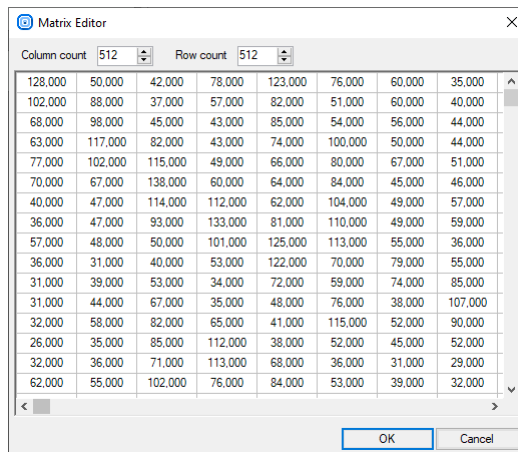 Matrix Editor
Column count 512 Row count 512
128,000 50,000 42,000 78,000 123,000 76,000 60,000 35,000
102,000 88,000 37,000 57,000 82,000 51,000 60,000 40,000
68,000 98,000 45,000 43,000 85,000 54,000 56,000 44,000
63,000 117,000 82,000 43,000 74,000 100,000 50,000 44,000
77,000 102,000 115,000 49,000 66,000 80,000 67,000 51,000
70,000 67,000 138,000 60,000 64,000 84,000 45,000 46,000
40,000 47,000 114,000 112,000 62,000 104,000 49,000 57,000
36,000 47,000 93,000 133,000 81,000 110,000 49,000 59,000
57,000 48,000 50,000 101,000 125,000 113,000 55,000 36,000
36,000 31,000 40,000 53,000 122,000 70,000 79,000 55,000
31,000 39,000 53,000 34,000 72,000 59,000 74,000 85,000
31,000 44,000 67,000 35,000 48,000 76,000 38,000 107,000
32,000 58,000 82,000 65,000 41,000 115,000 52,000 90,000
26,000 35,000 85,000 112,000 38,000 52,000 45,000 52,000
32,000 36,000 71,000 113,000 68,000 36,000 31,000 29,000
62,000 55,000 102,000 76,000 84,000 53,000 39,000 32,000
OK Cancel